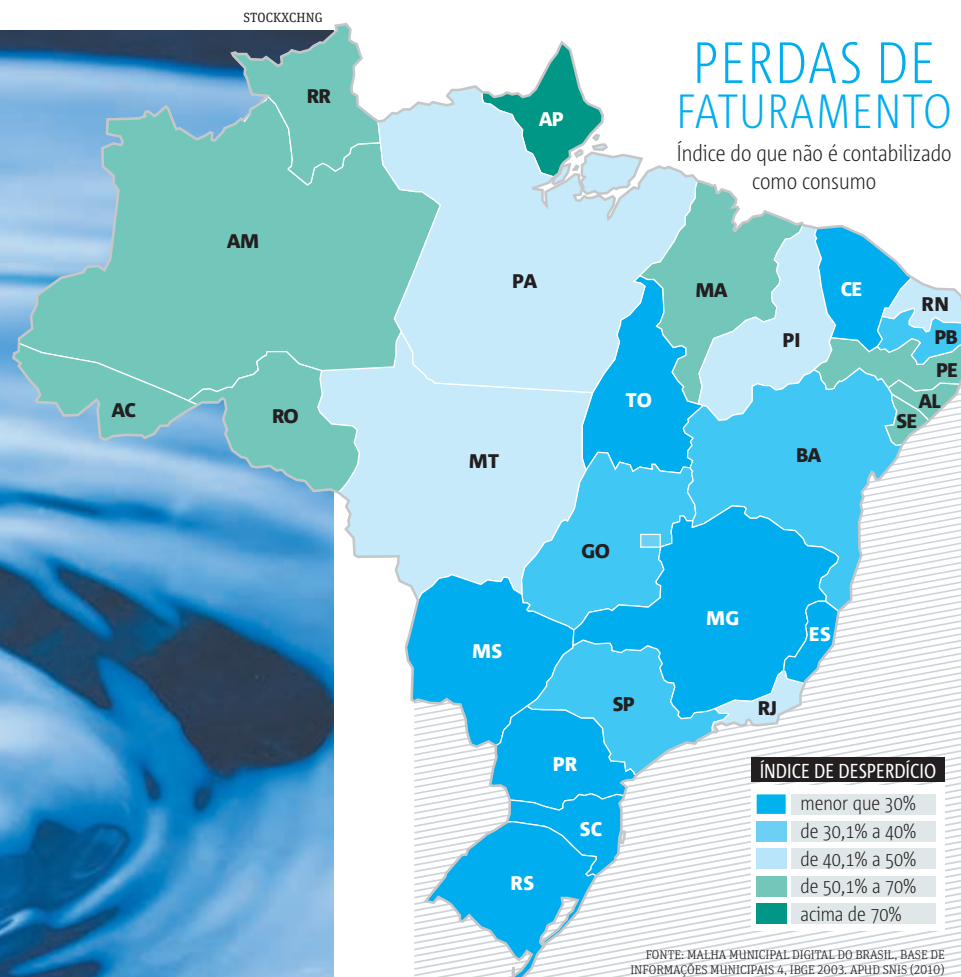 STOCKXCHNG
PERDAS DE
FATURAMENTO
Índice do que não é contabilizado
como consumo
RR
AP
AM
PA
MA
CE
RN
PI
PB
PE
TO
AL
AC
RO
SE
BA
MT
GO
MG
ES
MS
SP
RJ
PR
SC
RS
ÍNDICE DE DESPERDÍCIO
menor que 30%
de 30,1% a 40%
de 40,1% a 50%
de 50,1% a 70%
acima de 70%
FONTE: MALHA MUNICIPAL DIGITAL DO BRASIL, BASE DE
INFORMAÇÕES MUNICIPAIS 4, IBGE 2003. APUD SNIS (2010)